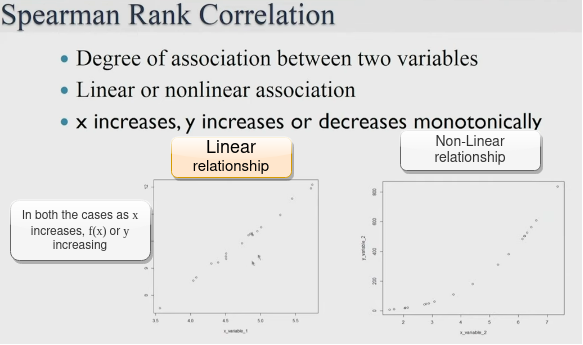 Spearman Rank Correlation
• Degree of association between two variables
• Linear or nonlinear association
• x increases, y increases or decreases monotonically
Linear
relationship
Non-Linear
relationship
In both the cases as x
increases, f(x) or y
increasing
3.5 4.0 4.5 5.0 5.5
x_variable_1
y_variable_2
0 200 400 600 800
2 3 4 5 6 7
x_variable_2